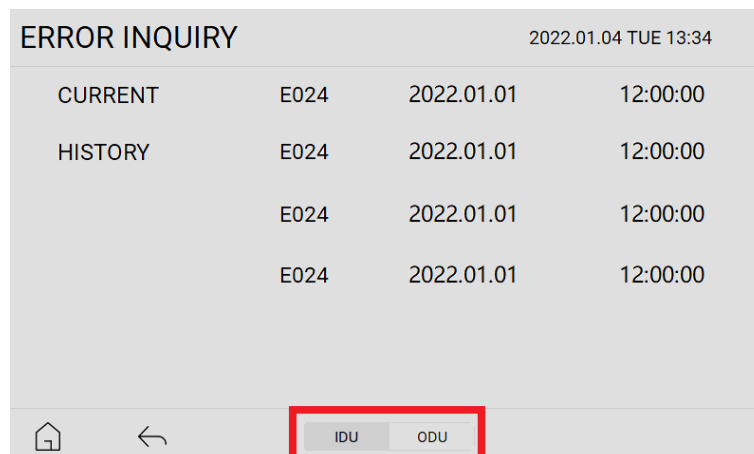 ERROR INQUIRY 2022.01.04 TUE 13:34
CURRENT E024 2022.01.01 12:00:00
HISTORY E024 2022.01.01 12:00:00
E024 2022.01.01 12:00:00
E024 2022.01.01 12:00:00
IDU ODU